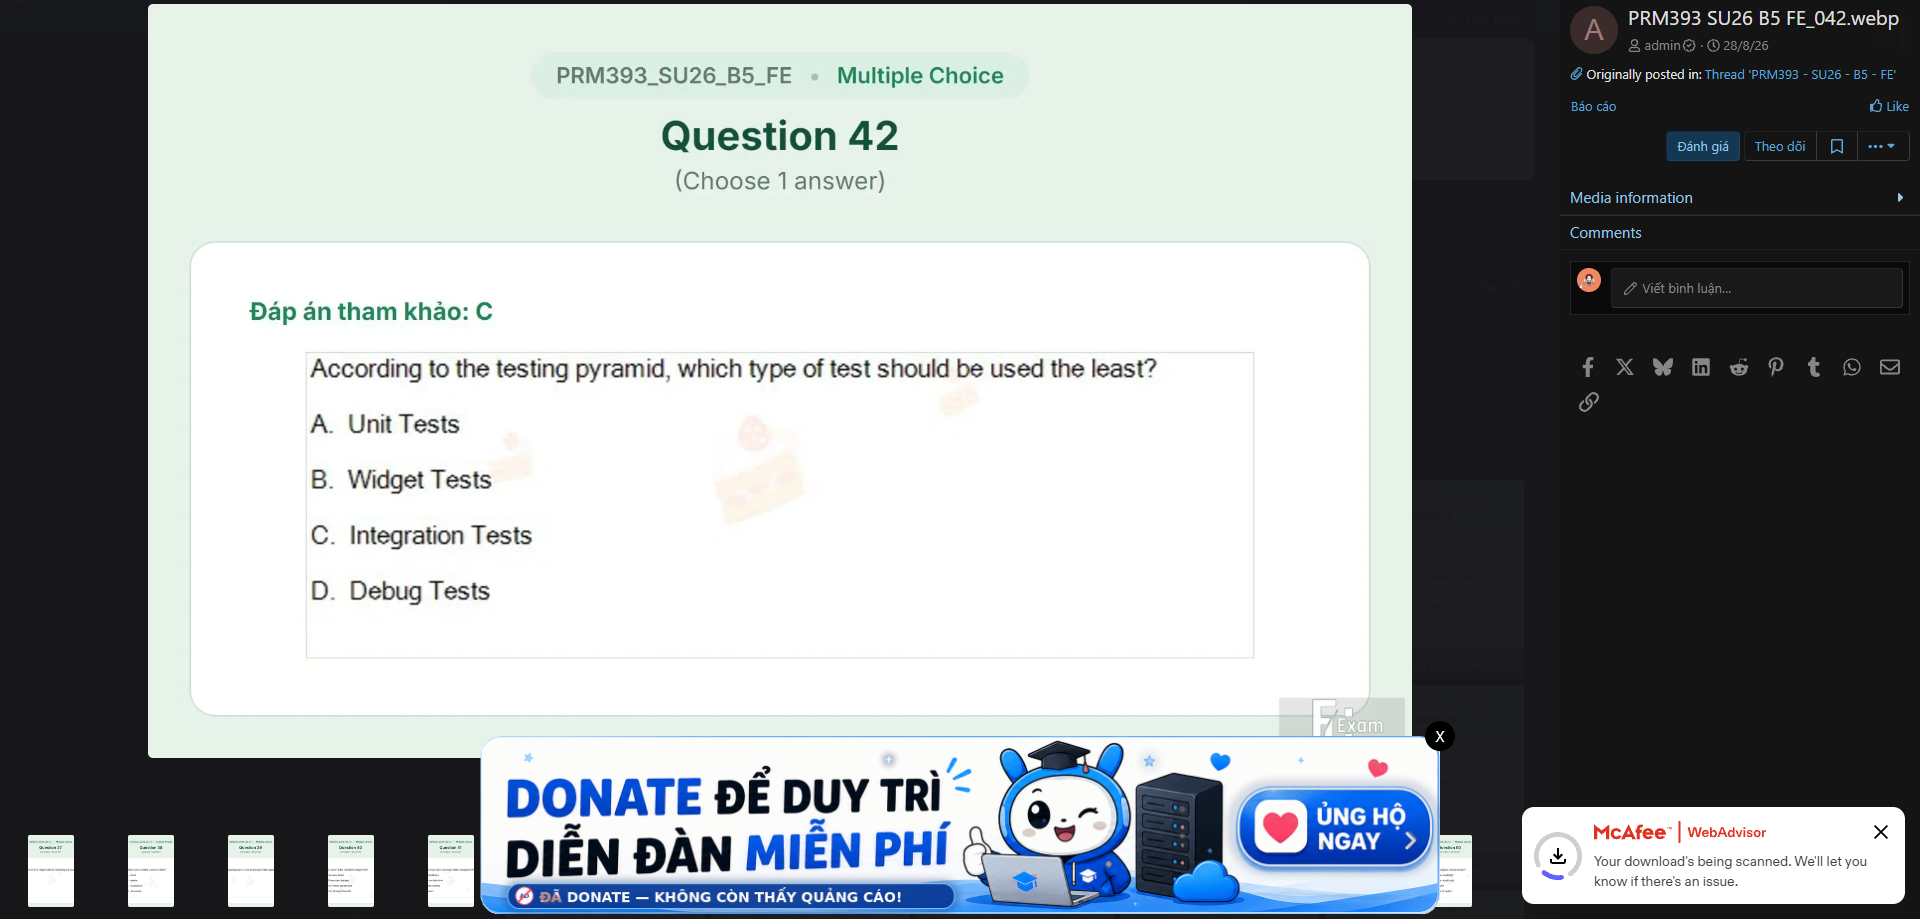 PRM393_SU26_B5_FE • Multiple Choice
Question 42
(Choose 1 answer)
Đáp án tham khảo: C
According to the testing pyramid, which type of test should be used the least?
A. Unit Tests
B. Widget Tests
C. Integration Tests
D. Debug Tests
Exam
DONATE ĐỂ DUY TRÌ
DIỄN ĐÀN MIỄN PHÍ
ĐÃ DONATE — KHÔNG CÒN THẤY QUẢNG CÁO!
ỦNG HỘ
NGAY
X
A
PRM393 SU26 B5 FE_042.webp
admin · 28/8/26
Originally posted in: Thread 'PRM393 - SU26 - B5 - FE'
Báo cáo
Like
Đánh giá
Theo dõi
Media information
Comments
Viết bình luận...
McAfee™ | WebAdvisor
Your download's being scanned. We'll let you
know if there's an issue.